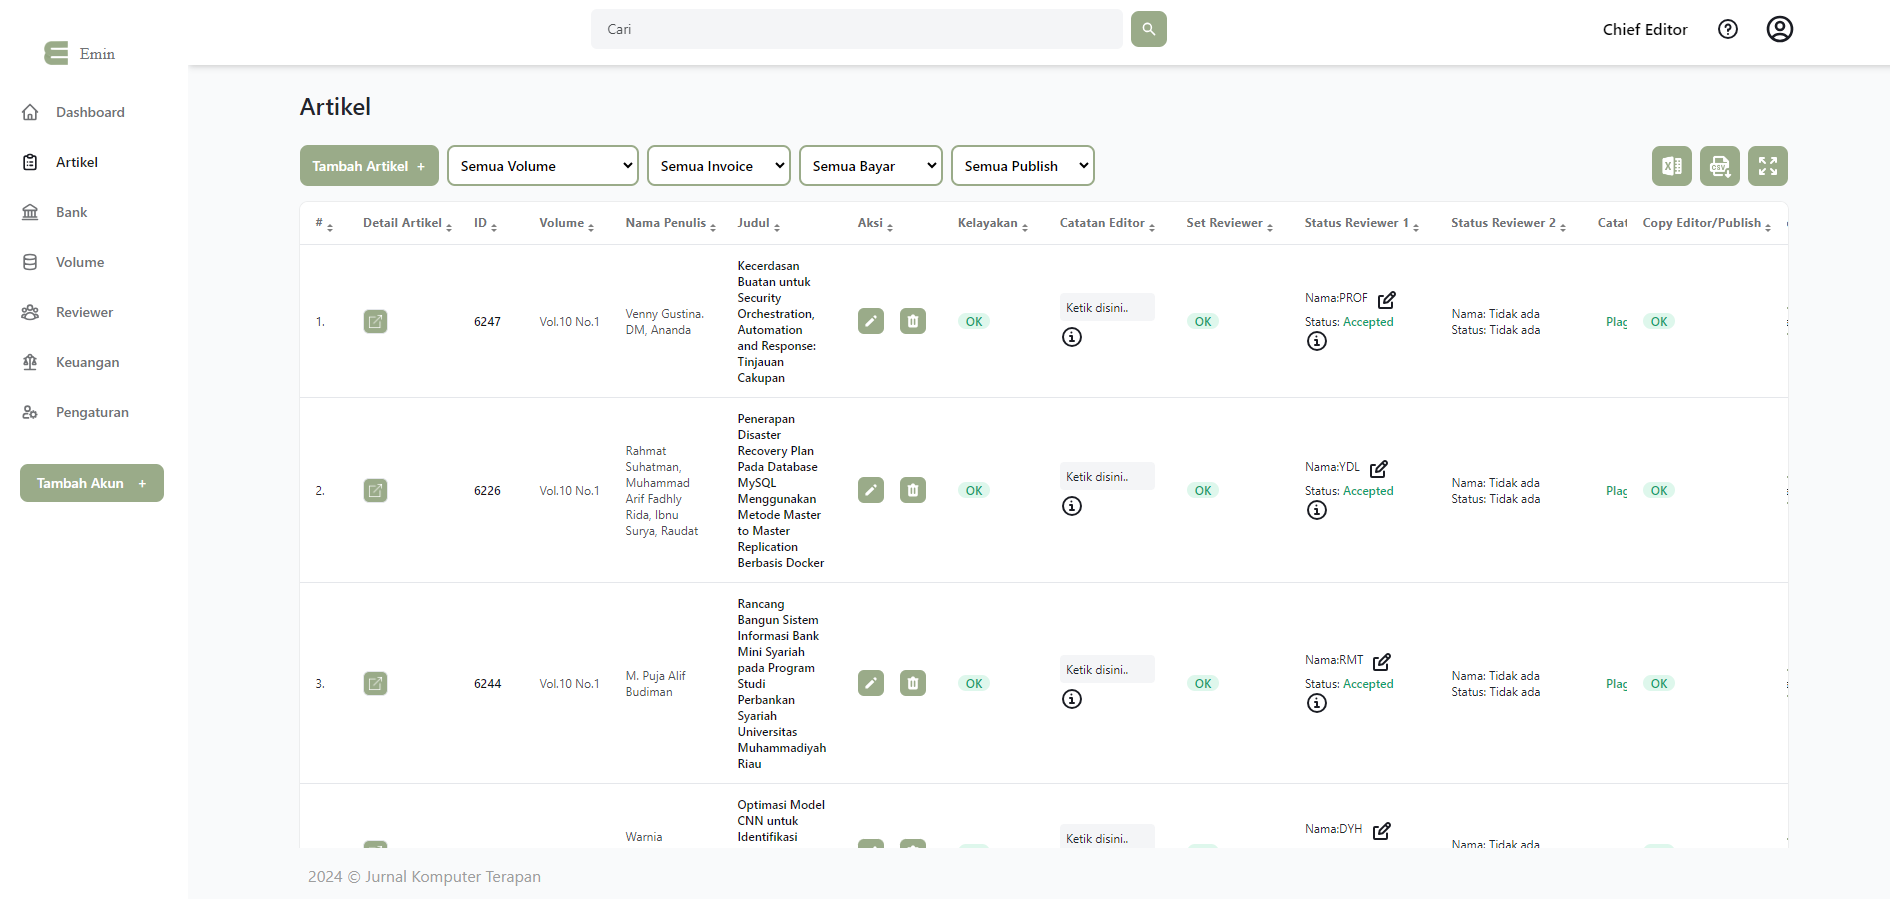 Cari
Chief Editor
Emin
Dashboard
Artikel
Bank
Volume
Reviewer
Keuangan
Pengaturan
Tambah Akun +
Artikel
Tambah Artikel +
Semua Volume
Semua Invoice
Semua Bayar
Semua Publish
# Detail Artikel ID Volume Nama Penulis Judul Aksi Kelayakan Catatan Editor Set Reviewer Status Reviewer 1 Status Reviewer 2 Catat Copy Editor/Publish
1.
6247
Vol.10 No.1
Venny Gustina.
DM, Ananda
Kecerdasan
Buatan untuk
Security
Orchestration,
Automation
and Response:
Tinjauan
Cakupan
OK
Ketik disini..
OK
Nama:PROF
Status: Accepted
Nama: Tidak ada
Status: Tidak ada
Plag
OK
2.
6226
Vol.10 No.1
Rahmat
Suhatman,
Muhammad
Arif Fadhly
Rida, Ibnu
Surya, Raudat
Penerapan
Disaster
Recovery Plan
Pada Database
MySQL
Menggunakan
Metode Master
to Master
Replication
Berbasis Docker
OK
Ketik disini..
OK
Nama:YDL
Status: Accepted
Nama: Tidak ada
Status: Tidak ada
Plag
OK
3.
6244
Vol.10 No.1
M. Puja Alif
Budiman
Rancang
Bangun Sistem
Informasi Bank
Mini Syariah
pada Program
Studi
Perbankan
Syariah
Universitas
Muhammadiyah
Riau
OK
Ketik disini..
OK
Nama:RMT
Status: Accepted
Nama: Tidak ada
Status: Tidak ada
Plag
OK
Warnia
Optimasi Model
CNN untuk
Identifikasi
Ketik disini..
Nama:DYH
Nama: Tidak ada
2024 © Jurnal Komputer Terapan